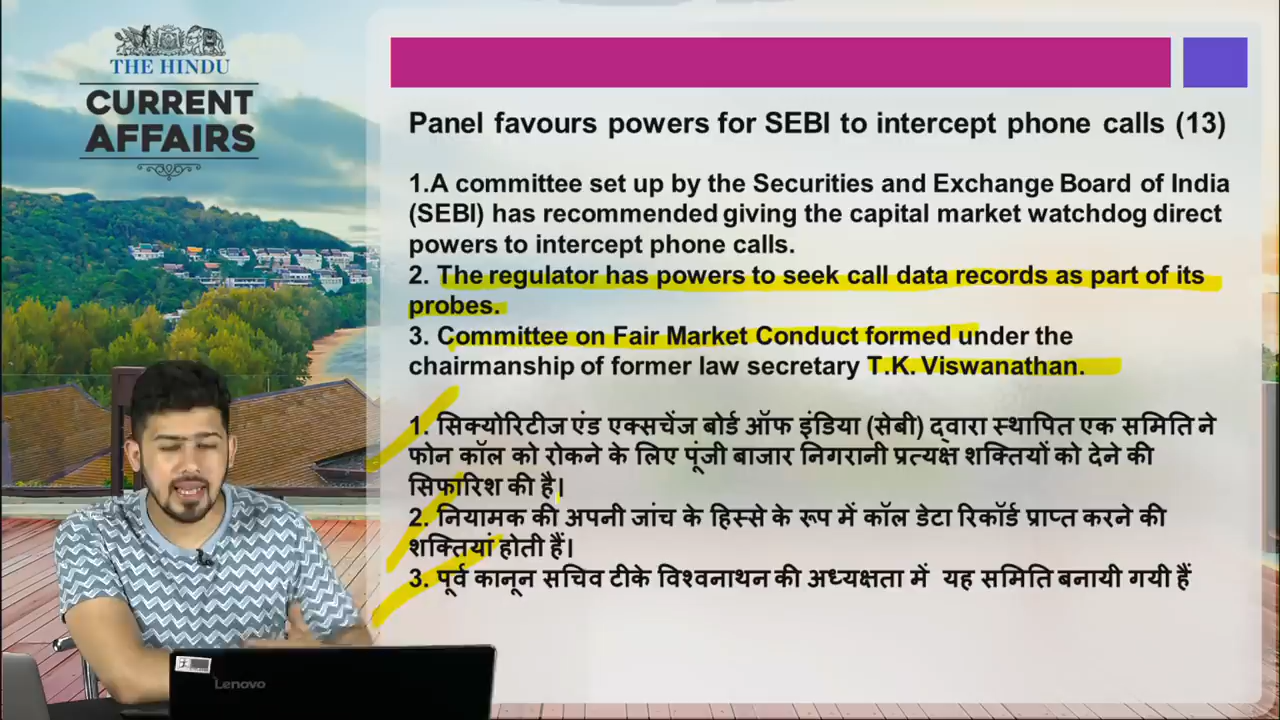 THE HINDU
CURRENT
AFFAIRS
Panel favours powers for SEBI to intercept phone calls (13)
1.A committee set up by the Securities and Exchange Board of India
(SEBI) has recommended giving the capital market watchdog direct
powers to intercept phone calls.
2. The regulator has powers to seek call data records as part of its
probes.
3. Committee on Fair Market Conduct formed under the
chairmanship of former law secretary T.K. Viswanathan.
1. सिक्योरिटीज एंड एक्सचेंज बोर्ड ऑफ इंडिया (सेबी) द्वारा स्थापित एक समिति ने
फोन कॉल को रोकने के लिए पूंजी बाजार निगरानी प्रत्यक्ष शक्तियों को देने की
सिफारिश की है।
2. नियामक की अपनी जांच के हिस्से के रूप में कॉल डेटा रिकॉर्ड प्राप्त करने की
शक्तियां होती हैं।
3. पूर्व कानून सचिव टीके विश्वनाथन की अध्यक्षता में यह समिति बनायी गयी हैं
Lenovo